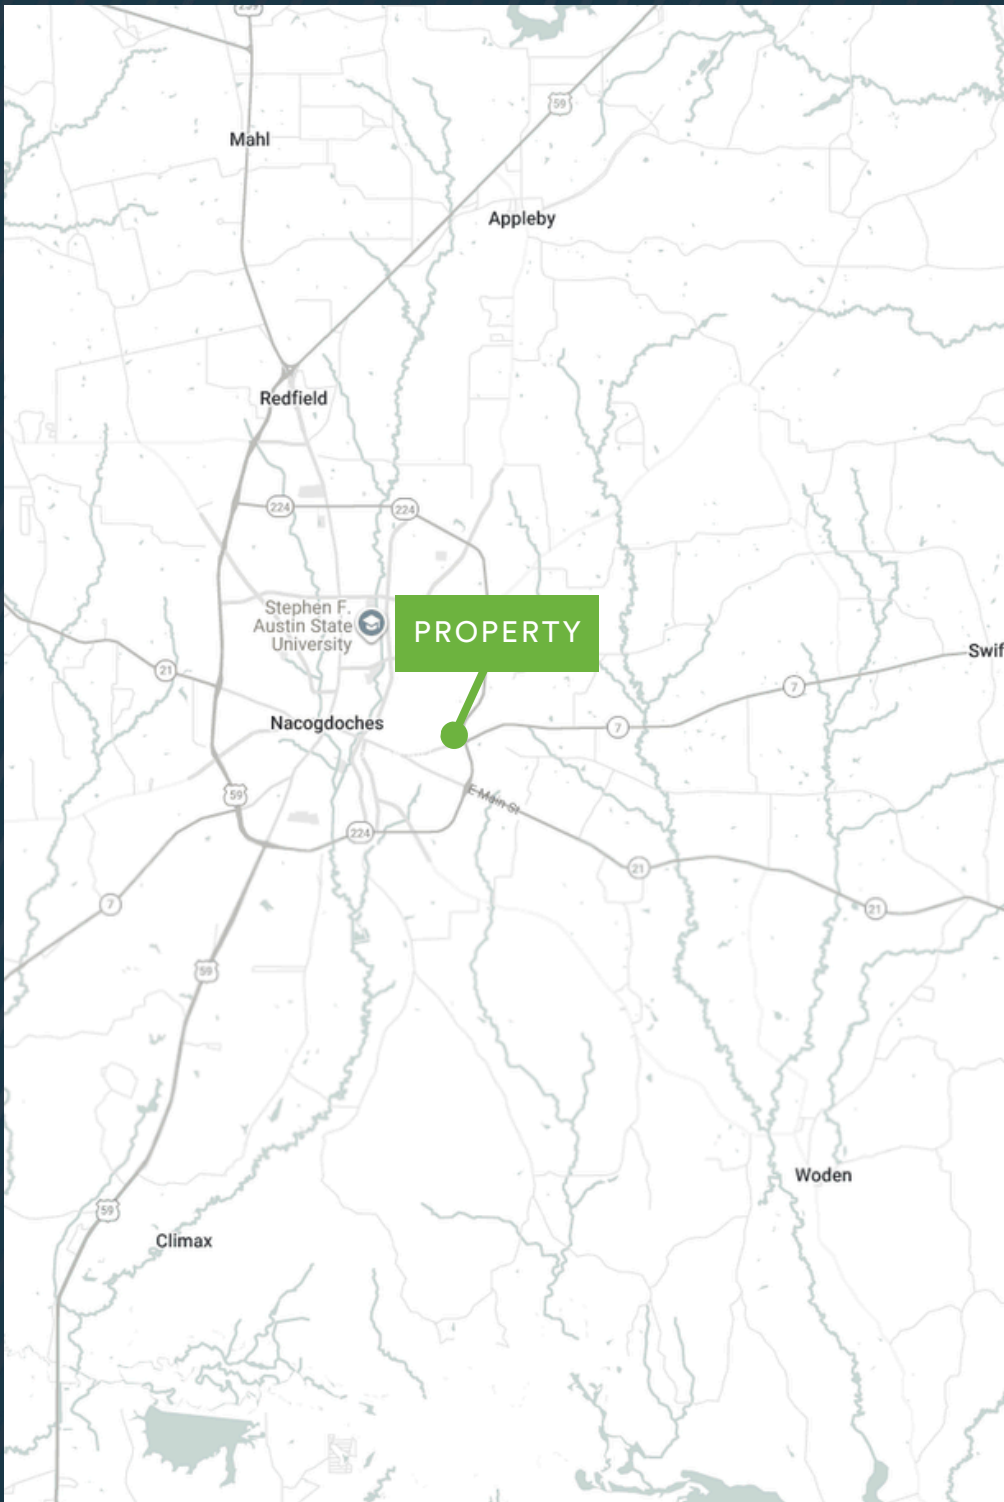 259
Mahl
59
Appleby
Redfield
224
224
Stephen F.
Austin State
University
PROPERTY
21
Swif
7
Nacogdoches
7
59
E Main St
224
21
7
21
59
Woden
59
Climax